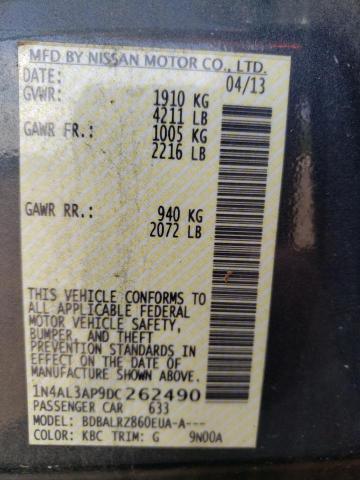 MFD BY NISSAN MOTOR CO., LTD.
DATE: 04/13
GVWR: 1910 KG
4211 LB
GAWR FR.: 1005 KG
2216 LB
GAWR RR.: 940 KG
2072 LB
THIS VEHICLE CONFORMS TO
ALL APPLICABLE FEDERAL
MOTOR VEHICLE SAFETY,
BUMPER, AND THEFT
PREVENTION STANDARDS IN
EFFECT ON THE DATE OF
MANUFACTURE SHOWN ABOVE.
1N4AL3AP9DC262490
PASSENGER CAR 633
MODEL: BDBALRZ860EUA-A---
COLOR: KBC TRIM: G 9N00A